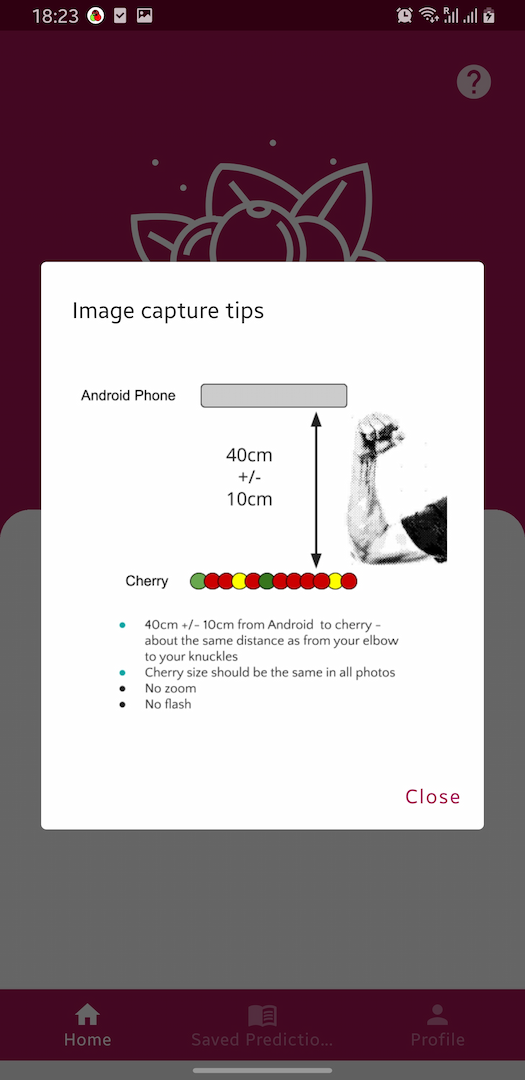 18:23
R
Image capture tips
Android Phone
40cm
+/-
10cm
Cherry
40cm +/- 10cm from Android to cherry -
about the same distance as from your elbow
to your knuckles
Cherry size should be the same in all photos
No zoom
No flash
Close
Home
Saved Predictio...
Profile